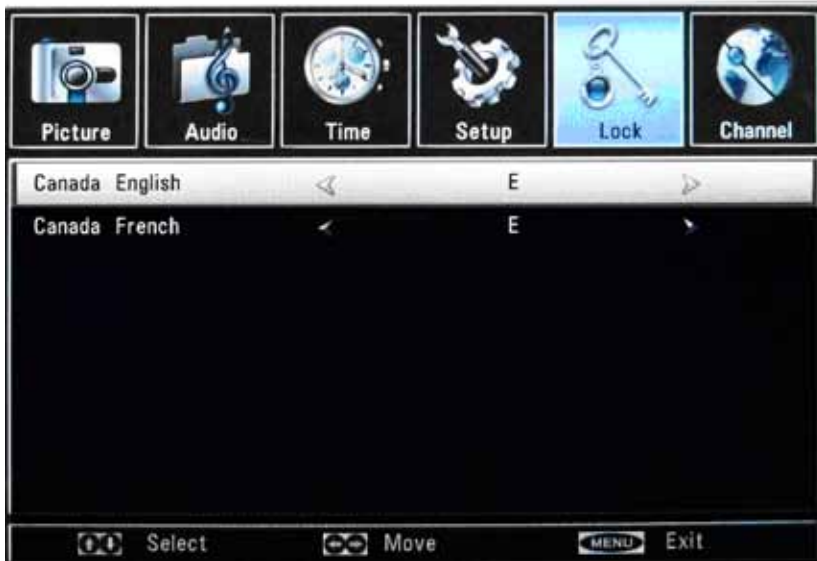 Picture Audio Time Setup Lock Channel
Canada English E
Canada French E
Select Move MENU Exit